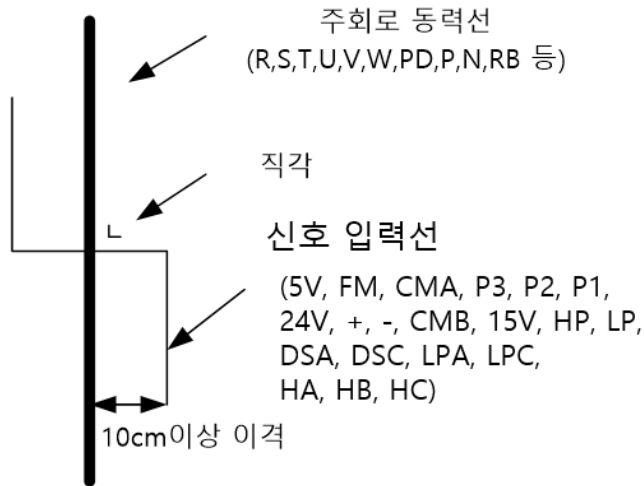 주회로 동력선
(R,S,T,U,V,W,PD,P,N,RB 등)
직각
신호 입력선
(5V, FM, CMA, P3, P2, P1,
24V, +, -, CMB, 15V, HP, LP,
DSA, DSC, LPA, LPC,
HA, HB, HC)
10cm이상 이격